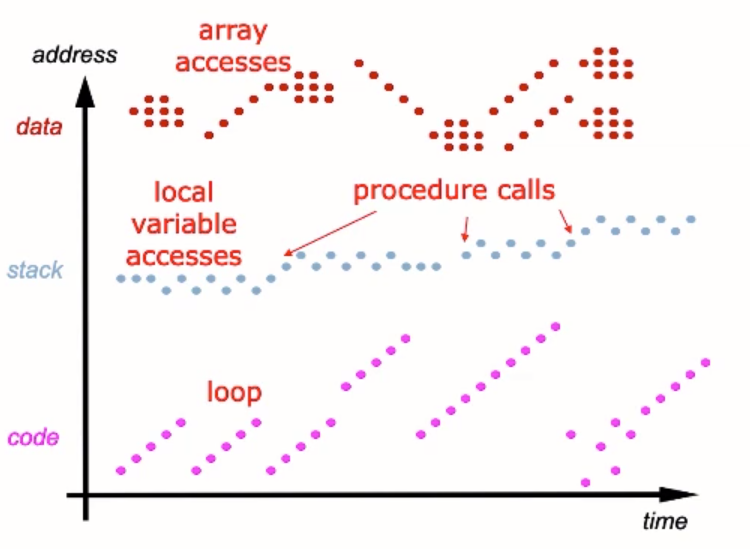 array
accesses
address
data
local
variable
accesses
procedure calls
stack
loop
code
time